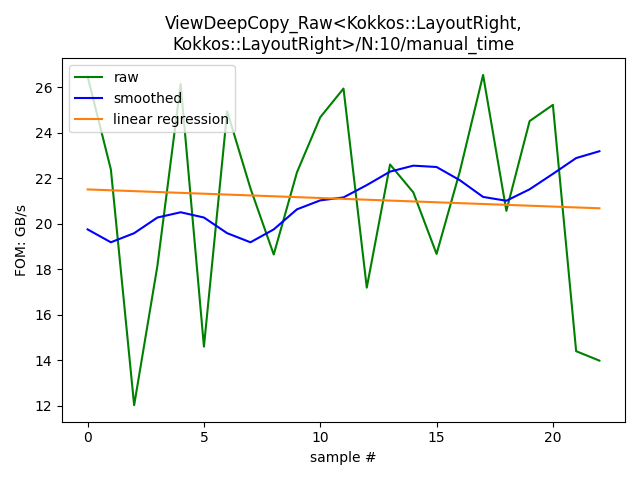 ViewDeepCopy_Raw<Kokkos::LayoutRight,
Kokkos::LayoutRight>/N:10/manual_time
raw
smoothed
linear regression
FOM: GB/s
26
24
22
20
18
16
14
12
0
5
10
15
20
sample #